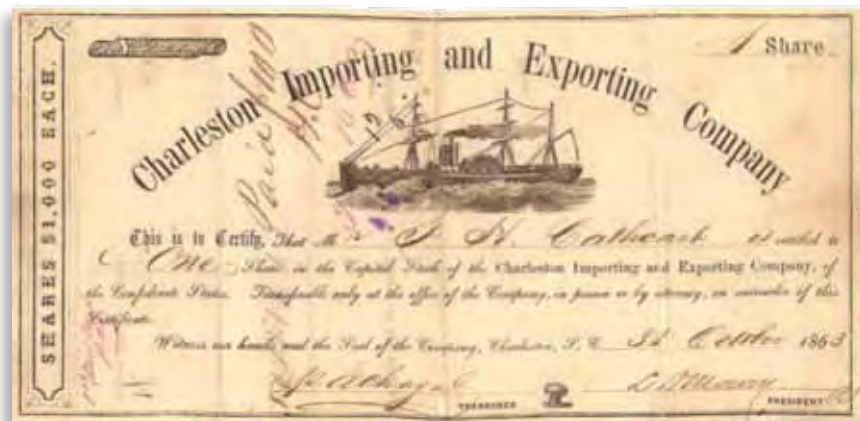 SHARES $1,000 EACH.
1 Share
Charleston Importing and Exporting Company
Paid
This is to Certify, That Mr. Cathcart is entitled to
One Share in the Capital Stock of the Charleston Importing and Exporting Company, of
the Confederate States. Transferable only at the office of the Company, in person or by attorney, on surrender of this
Certificate.
Witness our hands and the Seal of the Company, Charleston, S. C. October 1863
TREASURER
PRESIDENT